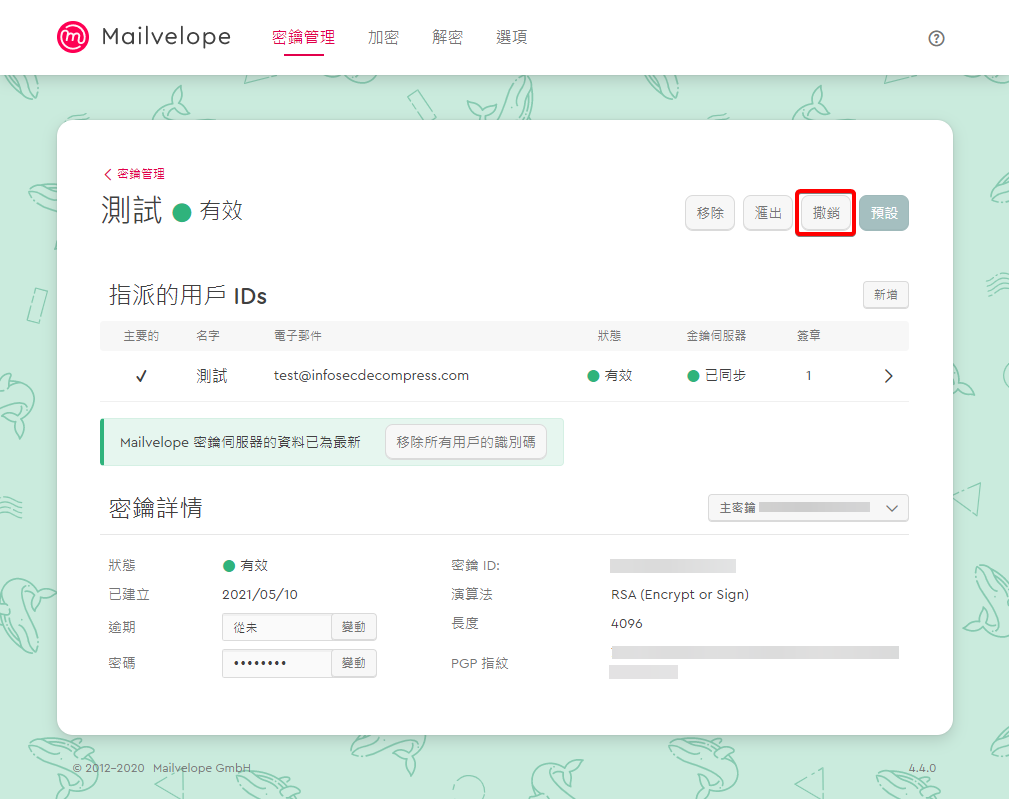 Mailvelope 密鑰管理 加密 解密 選項
密鑰管理
測試 有效 移除 滙出 撤銷 預設
指派的用戶 IDs 新增
主要的 名字 電子郵件 狀態 金鑰伺服器 簽章
測試 test@infosecdecompress.com 有效 已同步 1
Mailvelope 密鑰伺服器的資料已為最新 移除所有用戶的識別碼
密鑰詳情 主密鑰
狀態 有效 密鑰 ID:
已建立 2021/05/10 演算法 RSA (Encrypt or Sign)
逾期 從未 變動 長度 4096
密碼 •••••••• 變動 PGP 指紋
© 2012-2020 Mailvelope GmbH 4.4.0